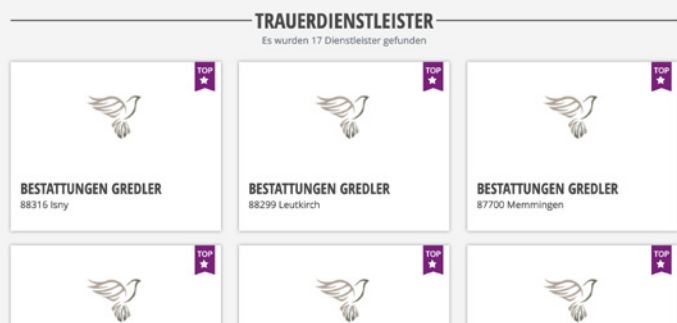 TRAUERDIENSTLEISTER
Es wurden 17 Dienstleister gefunden
TOP
TOP
TOP
BESTATTUNGEN GREDLER
88316 Isny
BESTATTUNGEN GREDLER
88299 Leutkirch
BESTATTUNGEN GREDLER
87700 Memmingen
TOP
TOP
TOP